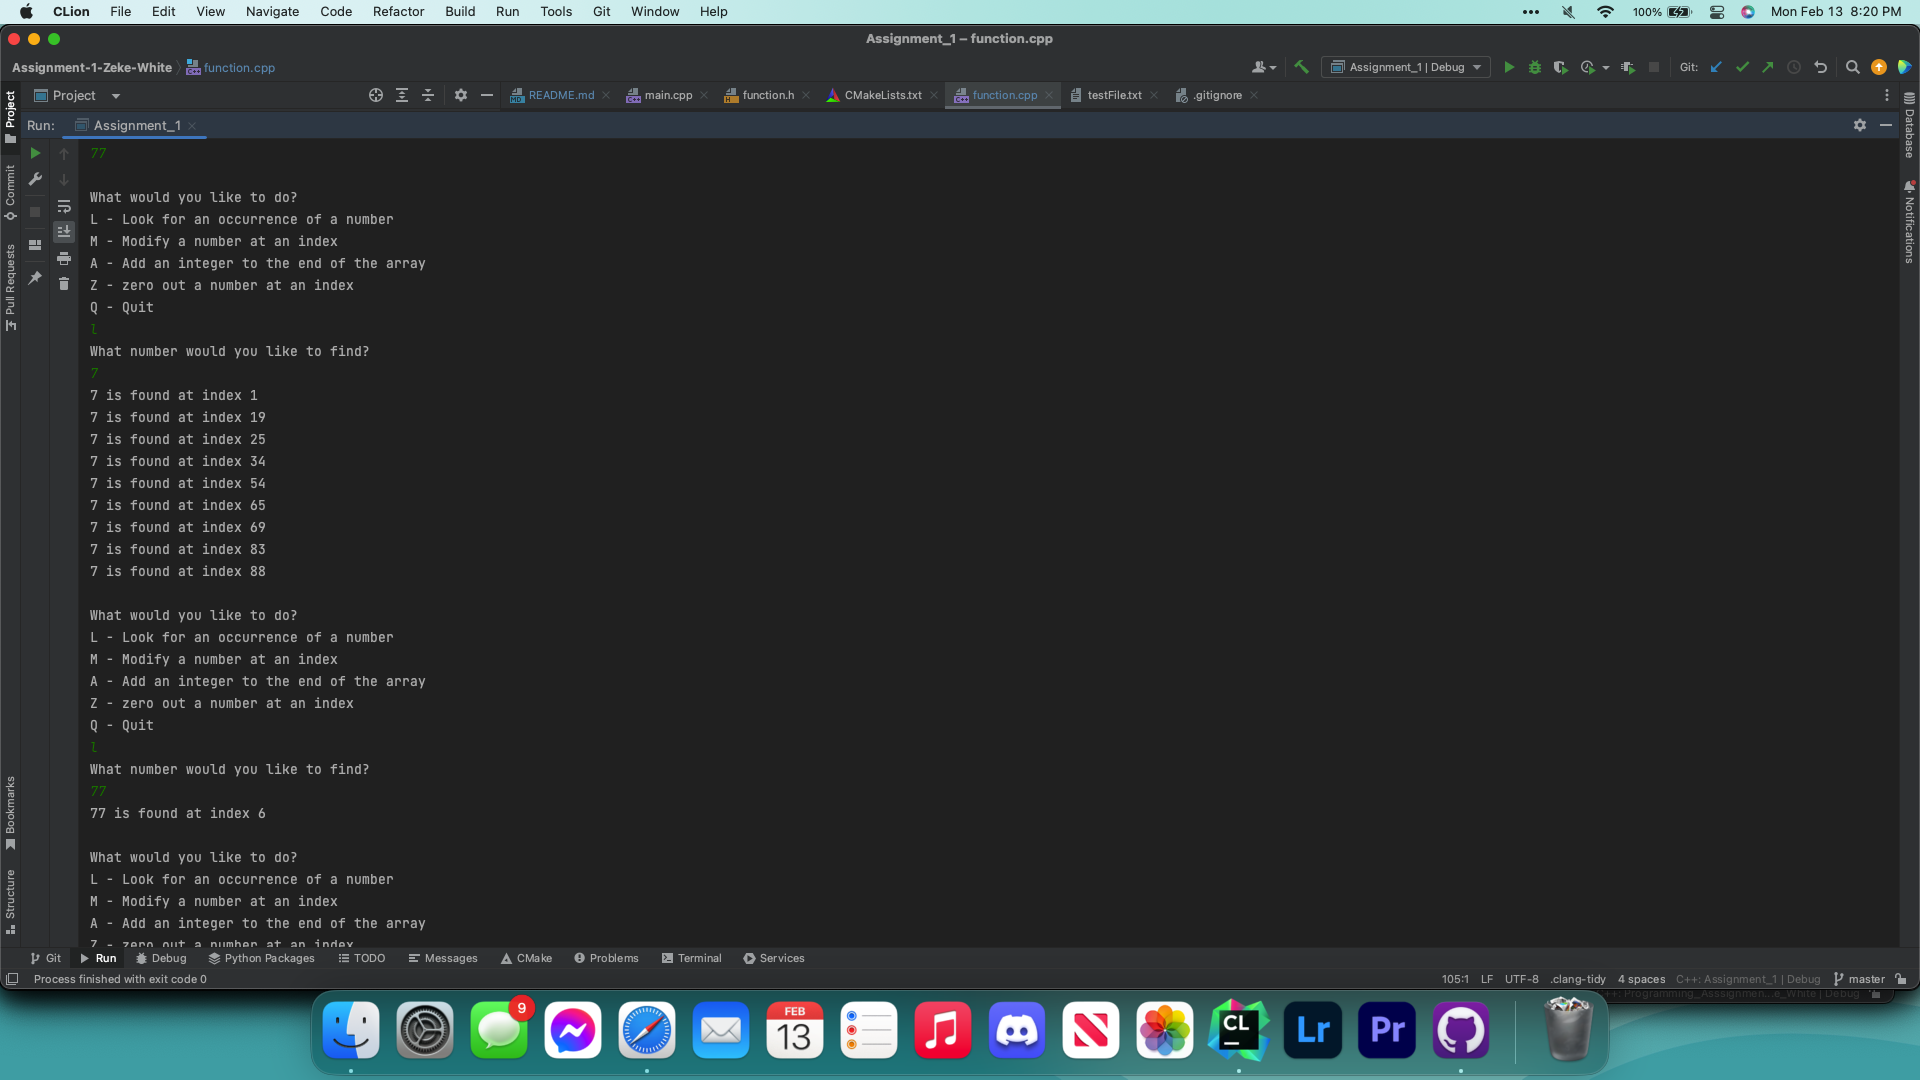 CLion File Edit View Navigate Code Refactor Build Run Tools Git Window Help 100% Mon Feb 13 8:20 PM
Assignment_1 – function.cpp
Assignment-1-Zeke-White function.cpp Assignment_1 | Debug Git:
Project README.md main.cpp function.h CMakeLists.txt function.cpp testFile.txt .gitignore
Run: Assignment_1
77
What would you like to do?
L - Look for an occurrence of a number
M - Modify a number at an index
A - Add an integer to the end of the array
Z - zero out a number at an index
Q - Quit
l
What number would you like to find?
7
7 is found at index 1
7 is found at index 19
7 is found at index 25
7 is found at index 34
7 is found at index 54
7 is found at index 65
7 is found at index 69
7 is found at index 83
7 is found at index 88
What would you like to do?
L - Look for an occurrence of a number
M - Modify a number at an index
A - Add an integer to the end of the array
Z - zero out a number at an index
Q - Quit
l
What number would you like to find?
77
77 is found at index 6
What would you like to do?
L - Look for an occurrence of a number
M - Modify a number at an index
A - Add an integer to the end of the array
Z - zero out a number at an index
Project
Commit
Pull Requests
Bookmarks
Structure
Database
Notifications
Git Run Debug Python Packages TODO Messages CMake Problems Terminal Services
Process finished with exit code 0 105:1 LF UTF-8 .clang-tidy 4 spaces C++: Assignment_1 | Debug master
9
FEB
13
CL
Lr
Pr